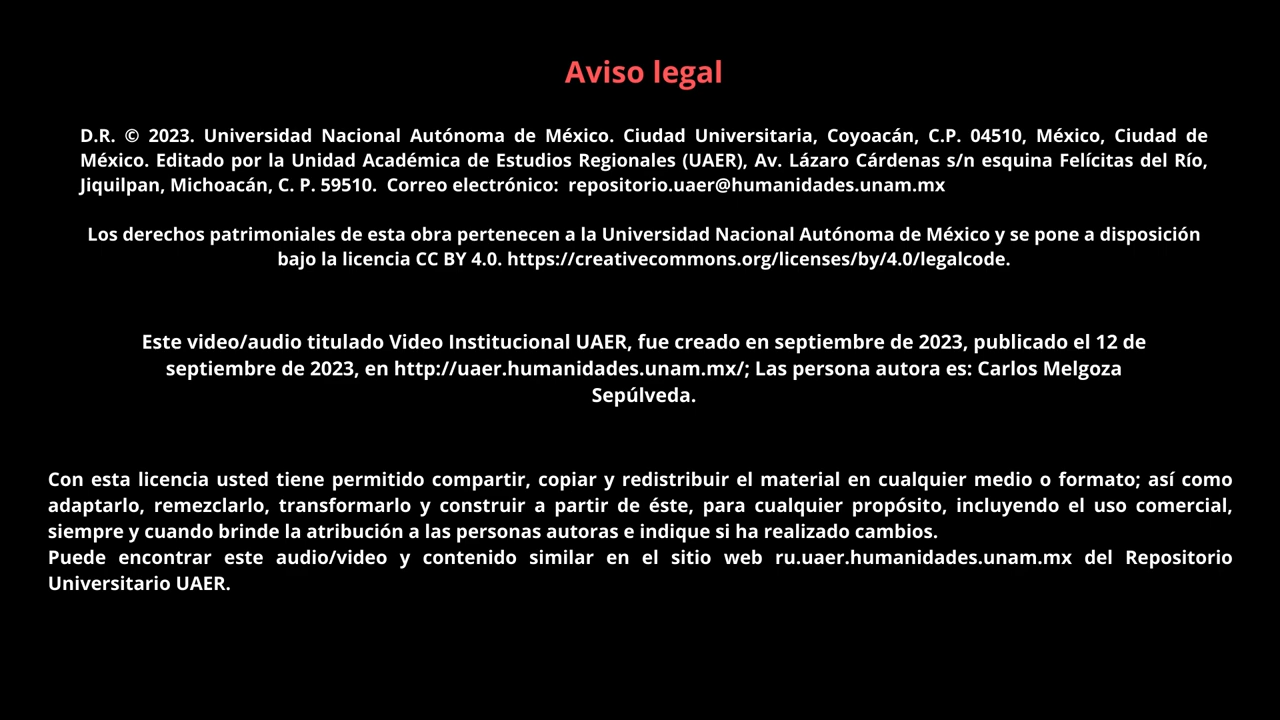 Aviso legal
D.R. © 2023. Universidad Nacional Autónoma de México. Ciudad Universitaria, Coyoacán, C.P. 04510, México, Ciudad de
México. Editado por la Unidad Académica de Estudios Regionales (UAER), Av. Lázaro Cárdenas s/n esquina Felícitas del Río,
Jiquilpan, Michoacán, C. P. 59510. Correo electrónico: repositorio.uaer@humanidades.unam.mx
Los derechos patrimoniales de esta obra pertenecen a la Universidad Nacional Autónoma de México y se pone a disposición
bajo la licencia CC BY 4.0. https://creativecommons.org/licenses/by/4.0/legalcode.
Este video/audio titulado Video Institucional UAER, fue creado en septiembre de 2023, publicado el 12 de
septiembre de 2023, en http://uaer.humanidades.unam.mx/; Las persona autora es: Carlos Melgoza
Sepúlveda.
Con esta licencia usted tiene permitido compartir, copiar y redistribuir el material en cualquier medio o formato; así como
adaptarlo, remezclarlo, transformarlo y construir a partir de éste, para cualquier propósito, incluyendo el uso comercial,
siempre y cuando brinde la atribución a las personas autoras e indique si ha realizado cambios.
Puede encontrar este audio/video y contenido similar en el sitio web ru.uaer.humanidades.unam.mx del Repositorio
Universitario UAER.